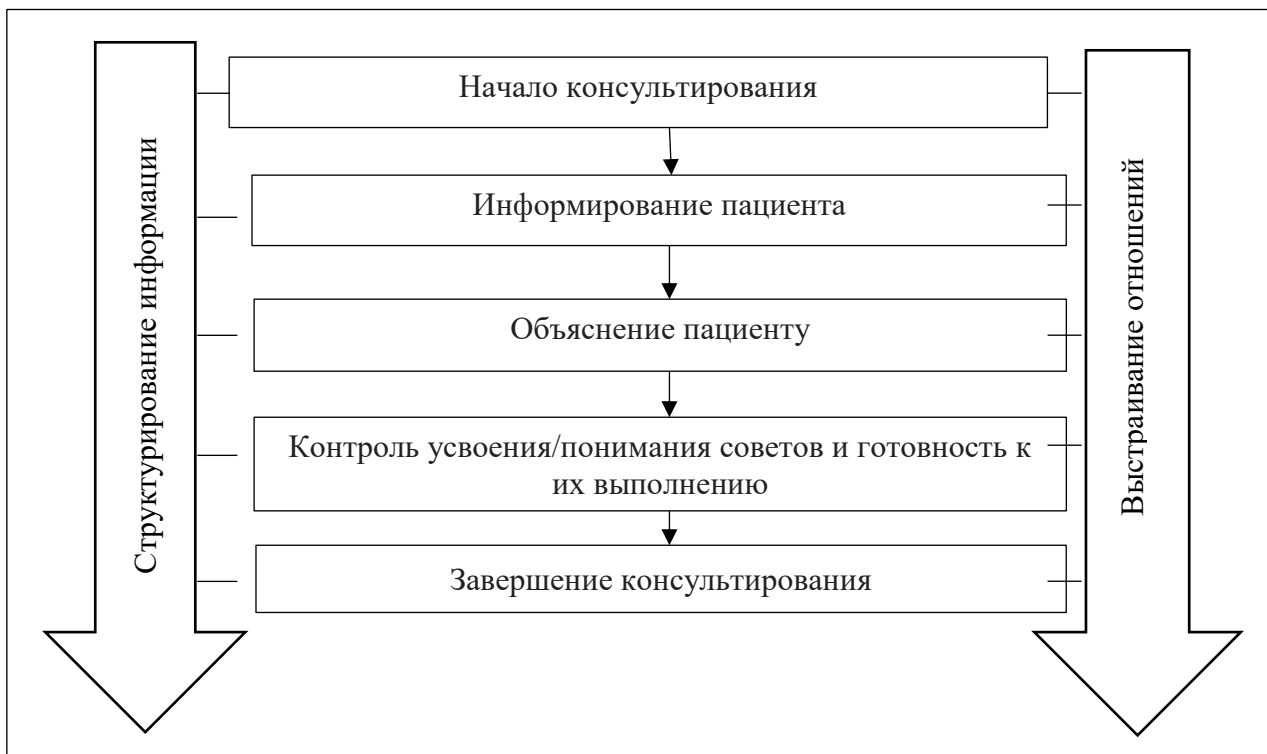 Структурирование информации
Начало консультирования
Информирование пациента
Объяснение пациенту
Контроль усвоения/понимания советов и готовность к
их выполнению
Завершение консультирования
Выстраивание отношений